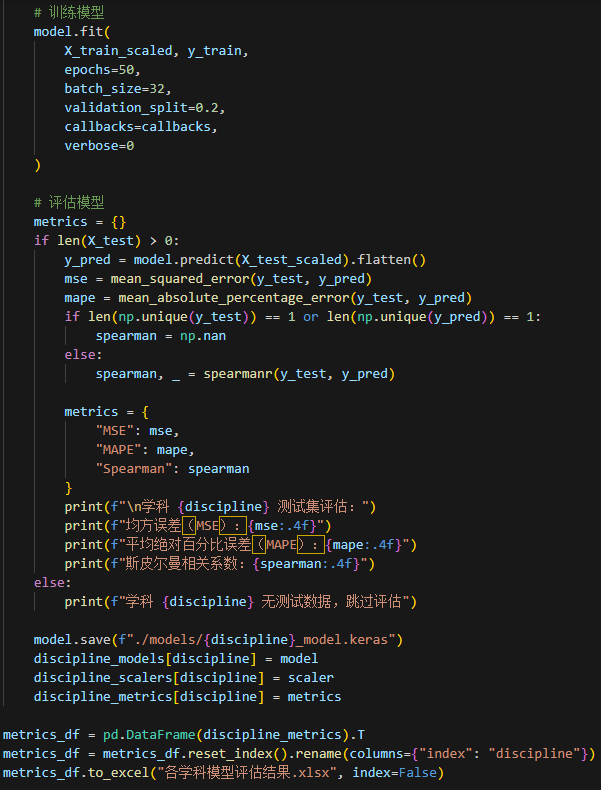 # 训练模型
model.fit(
X_train_scaled, y_train,
epochs=50,
batch_size=32,
validation_split=0.2,
callbacks=callbacks,
verbose=0
)
# 评估模型
metrics = {}
if len(X_test) > 0:
y_pred = model.predict(X_test_scaled).flatten()
mse = mean_squared_error(y_test, y_pred)
mape = mean_absolute_percentage_error(y_test, y_pred)
if len(np.unique(y_test)) == 1 or len(np.unique(y_pred)) == 1:
spearman = np.nan
else:
spearman, _ = spearmanr(y_test, y_pred)
metrics = {
"MSE": mse,
"MAPE": mape,
"Spearman": spearman
}
print(f"\n学科 {discipline} 测试集评估：")
print(f"均方误差（MSE）：{mse:.4f}")
print(f"平均绝对百分比误差（MAPE）：{mape:.4f}")
print(f"斯皮尔曼相关系数：{spearman:.4f}")
else:
print(f"学科 {discipline} 无测试数据，跳过评估")
model.save(f"./models/{discipline}_model.keras")
discipline_models[discipline] = model
discipline_scalers[discipline] = scaler
discipline_metrics[discipline] = metrics
metrics_df = pd.DataFrame(discipline_metrics).T
metrics_df = metrics_df.reset_index().rename(columns={"index": "discipline"})
metrics_df.to_excel("各学科模型评估结果.xlsx", index=False)